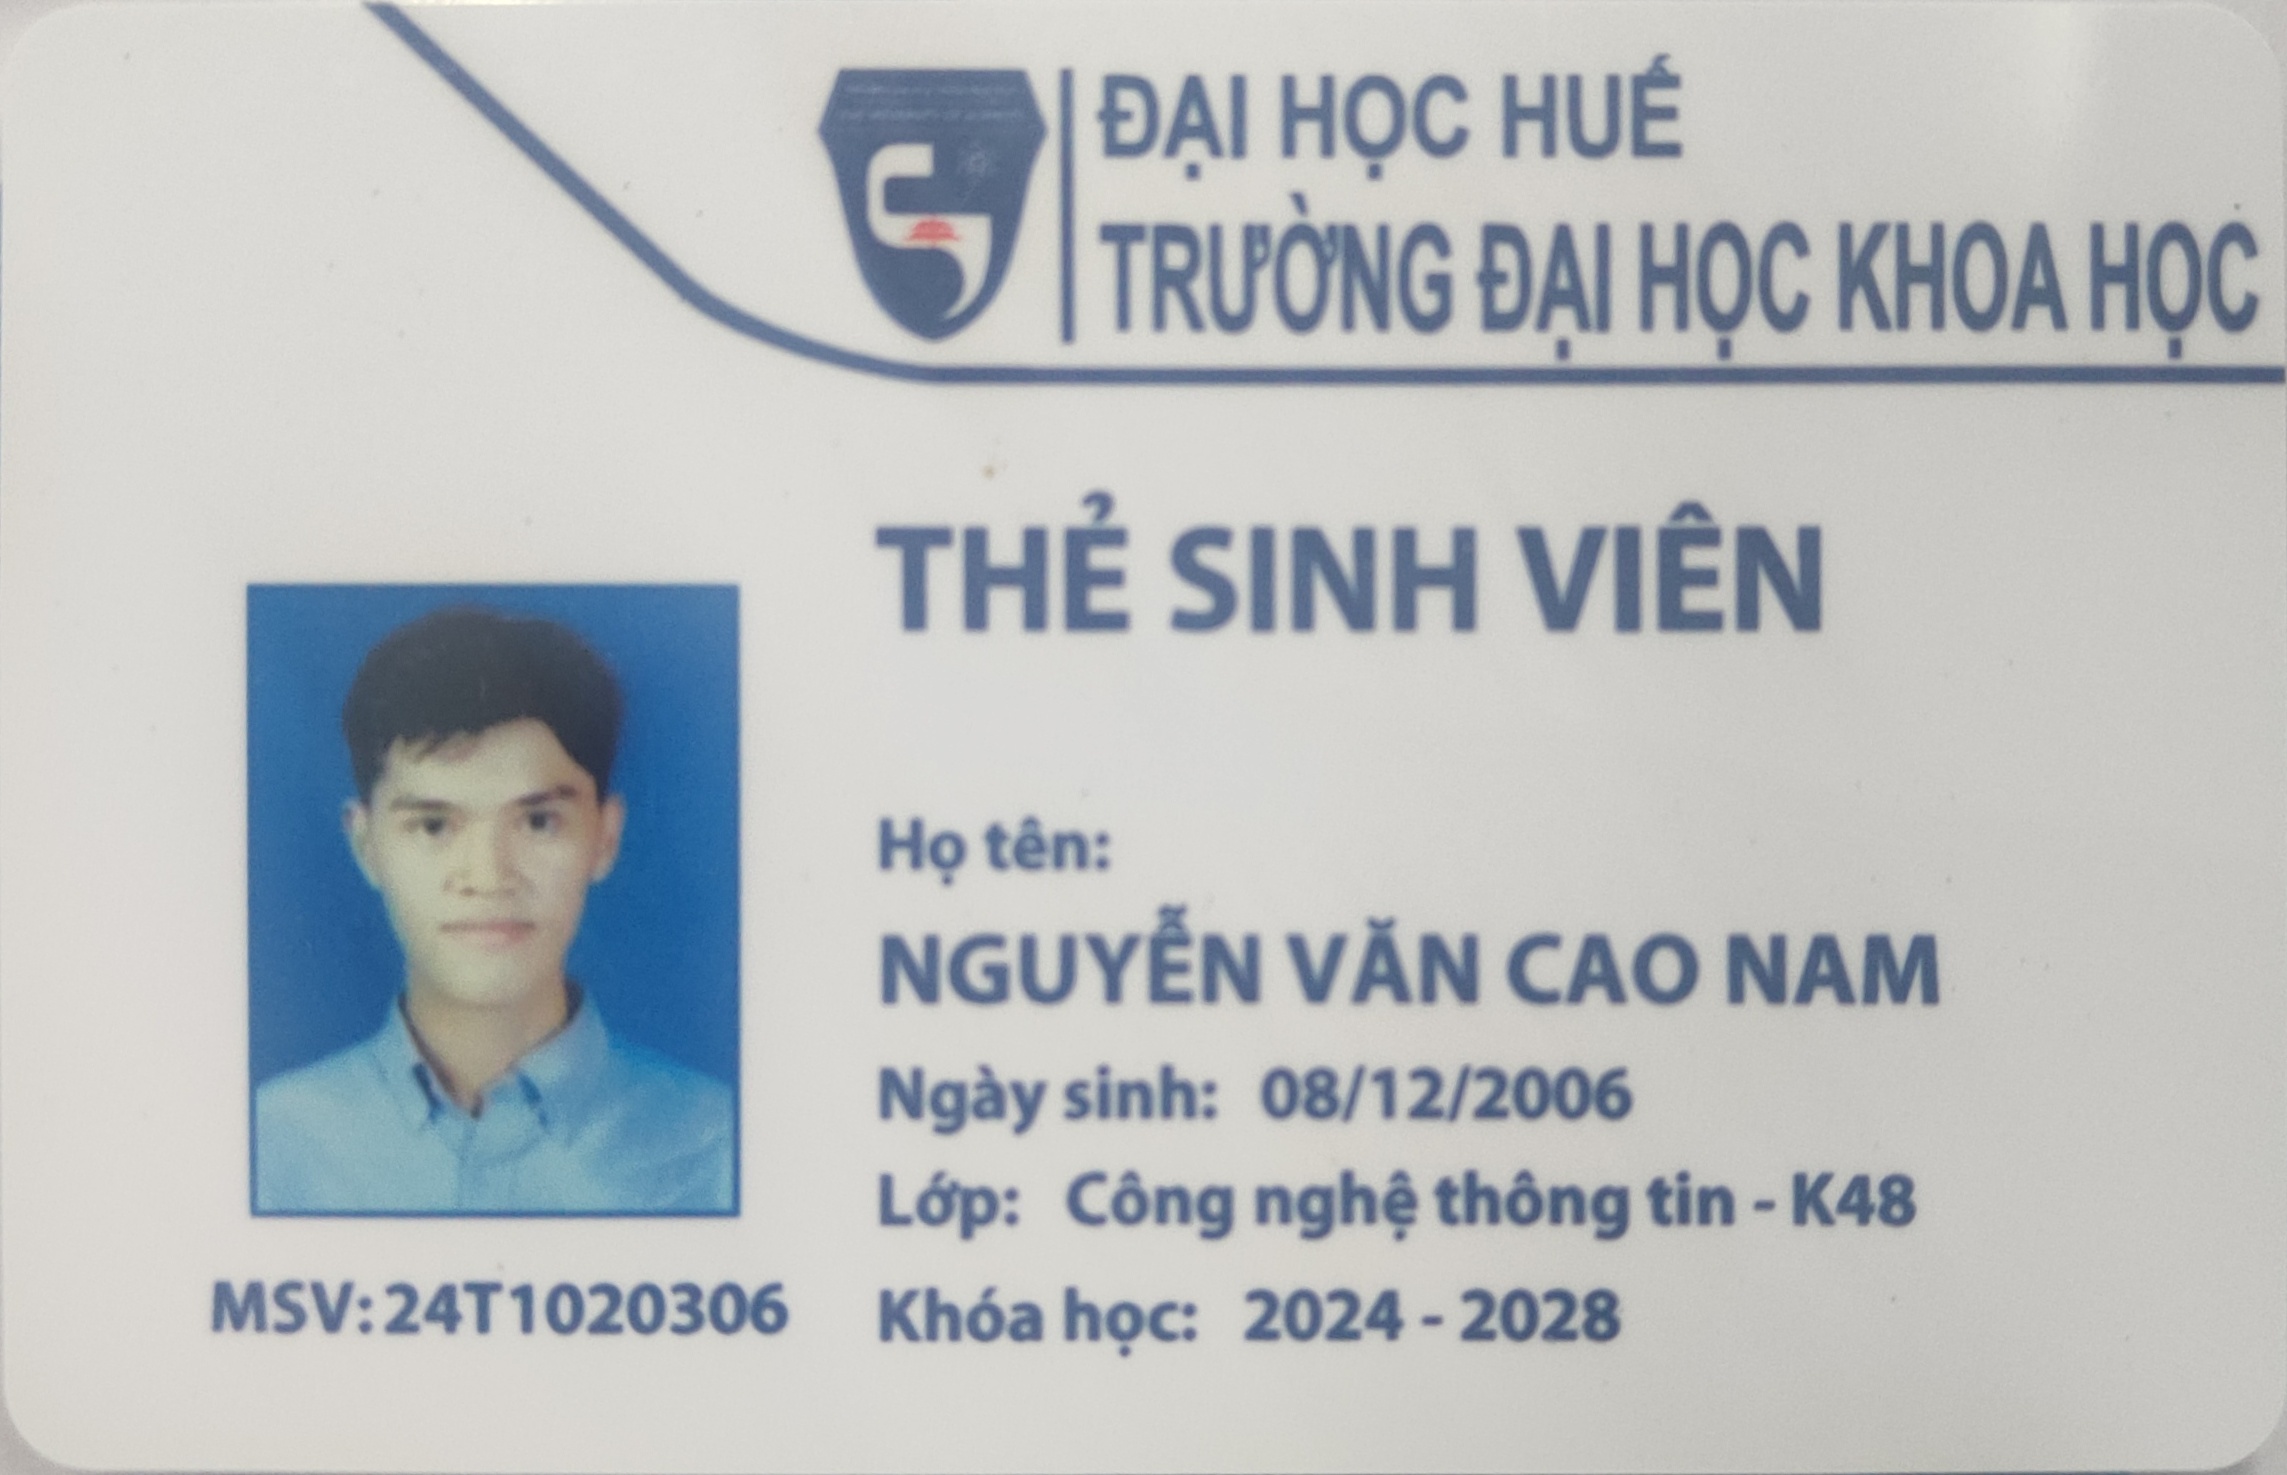 ĐẠI HỌC HUẾ
TRƯỜNG ĐẠI HỌC KHOA HỌC
THẺ SINH VIÊN
Họ tên:
NGUYỄN VĂN CAO NAM
Ngày sinh: 08/12/2006
Lớp: Công nghệ thông tin - K48
Khóa học: 2024 - 2028
MSV: 24T1020306